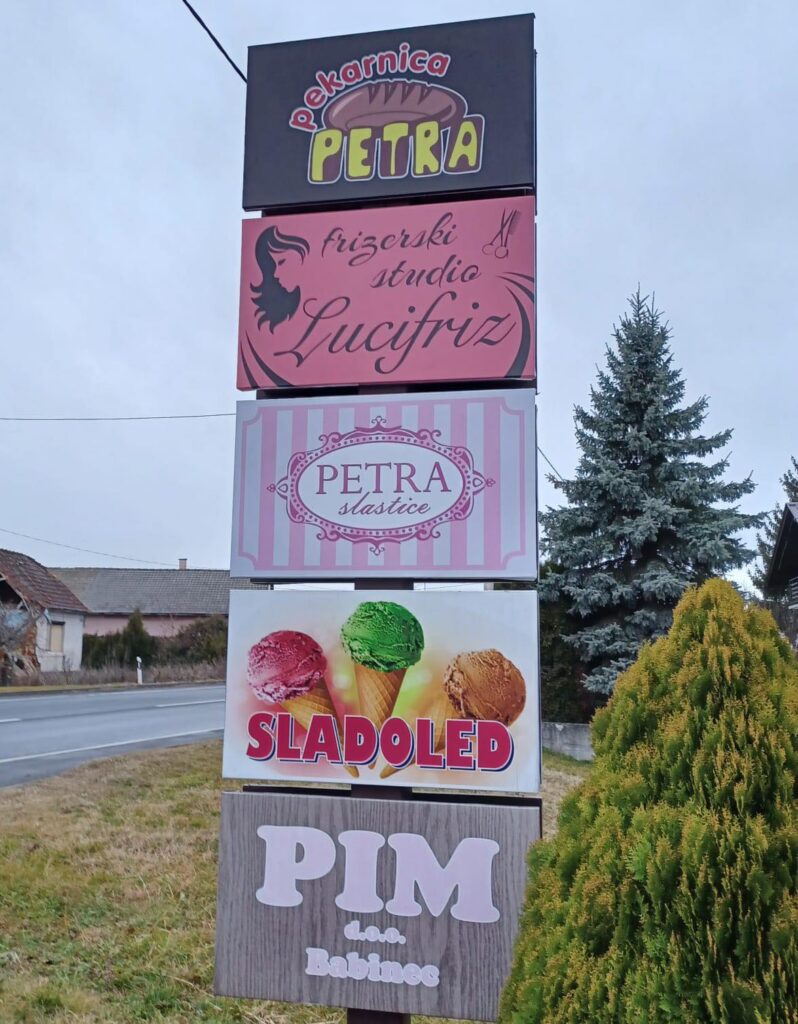 pekarnica
PETRA
frizerski
studio
Lucifriz
PETRA
slastice
SLADOLED
PIM
d.o.o.
Babinec